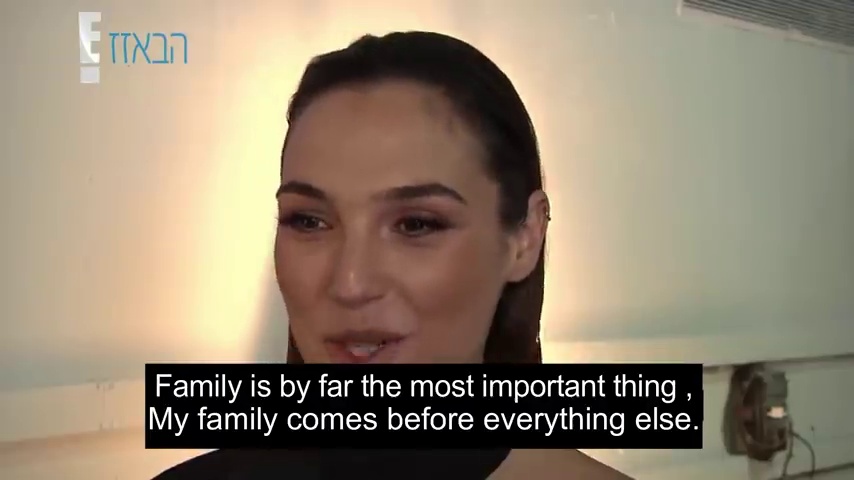 E!
הבאזז
Family is by far the most important thing ,
My family comes before everything else.